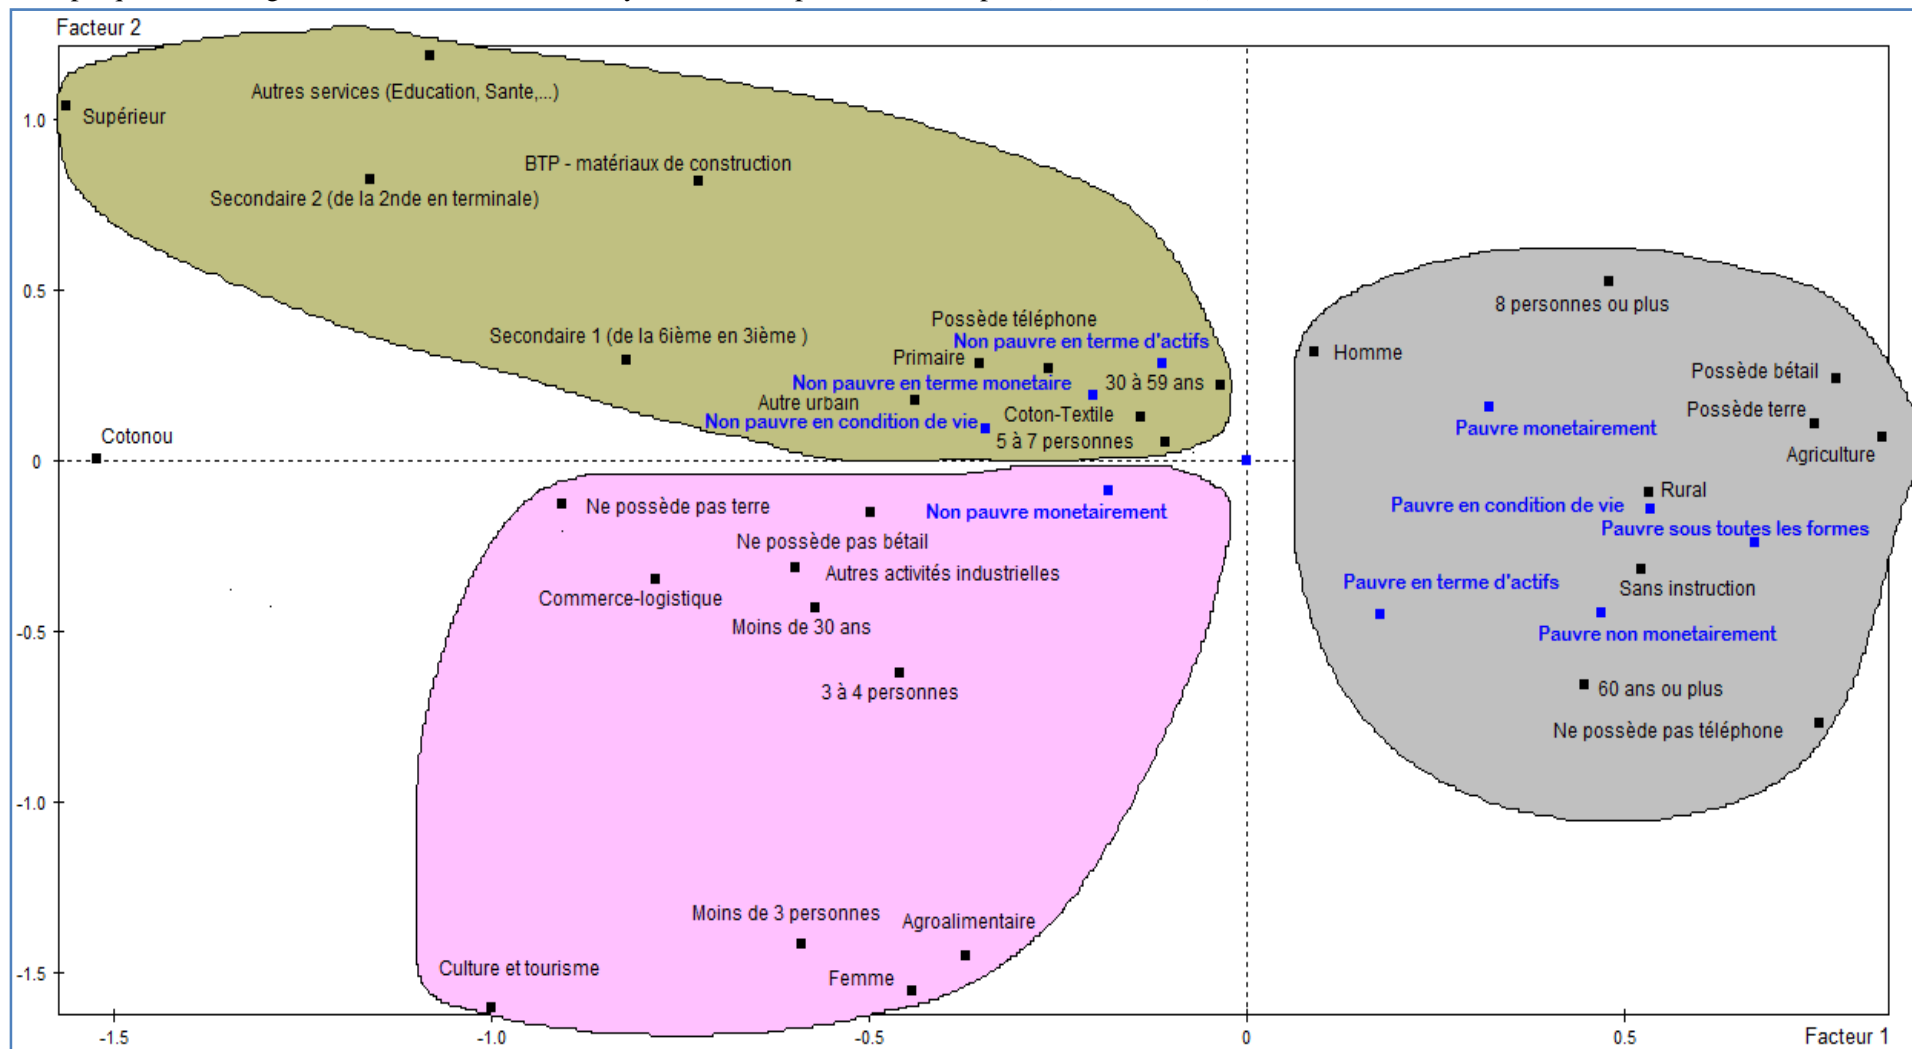 Facteur 2
Autres services (Education, Sante,...)
Supérieur
1.0
BTP - matériaux de construction
Secondaire 2 (de la 2nde en terminale)
0.5
8 personnes ou plus
Possède téléphone
Secondaire 1 (de la 6ième en 3ième )
Non pauvre en terme d'actifs
Homme
Primaire
Possède bétail
Non pauvre en terme monetaire
30 à 59 ans
Autre urbain
Possède terre
Coton-Textile
Non pauvre en condition de vie
Pauvre monetairement
Cotonou
5 à 7 personnes
Agriculture
0
Rural
Ne possède pas terre
Pauvre en condition de vie
Non pauvre monetairement
Pauvre sous toutes les formes
Ne possède pas bétail
Autres activités industrielles
Pauvre en terme d'actifs
Sans instruction
Commerce-logistique
Moins de 30 ans
-0.5
Pauvre non monetairement
3 à 4 personnes
60 ans ou plus
Ne possède pas téléphone
-1.0
Moins de 3 personnes
Agroalimentaire
Culture et tourisme
-1.5
Femme
-1.5
-1.0
-0.5
0
0.5
Facteur 1